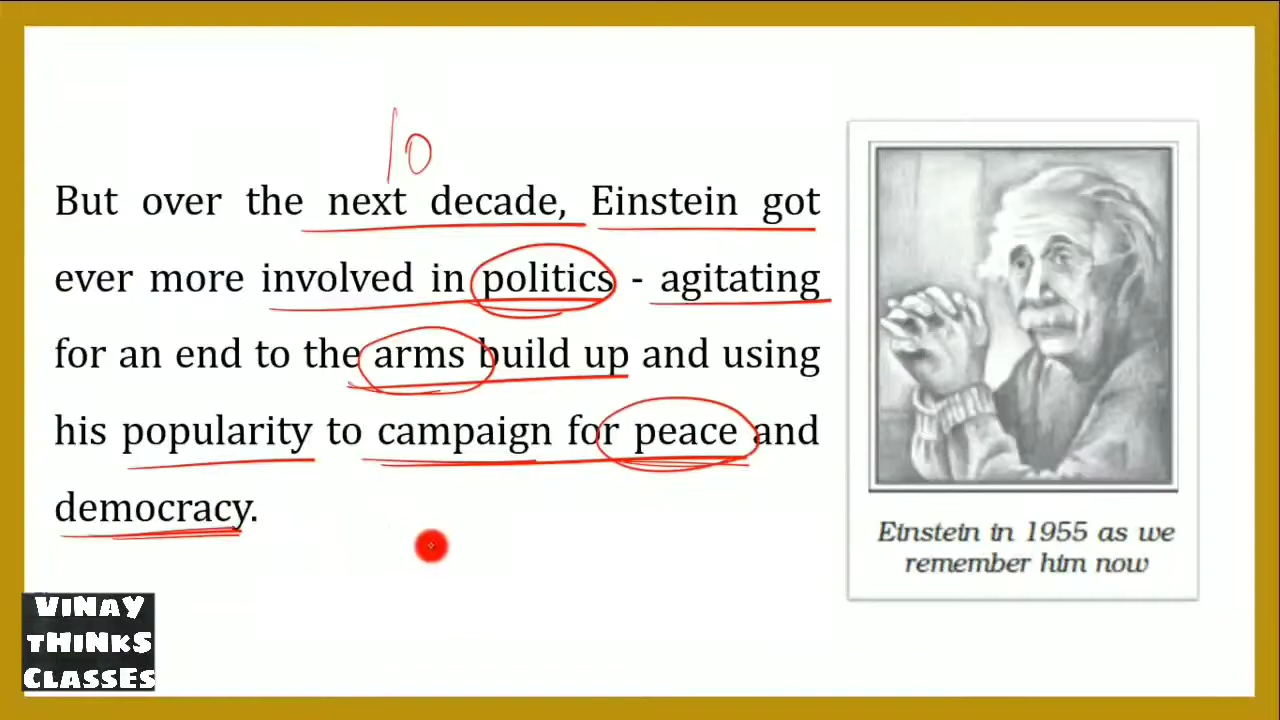 10
But over the next decade, Einstein got
ever more involved in politics - agitating
for an end to the arms build up and using
his popularity to campaign for peace and
democracy.
Einstein in 1955 as we
remember him now
ViNAY
THiNKS
CLASSES